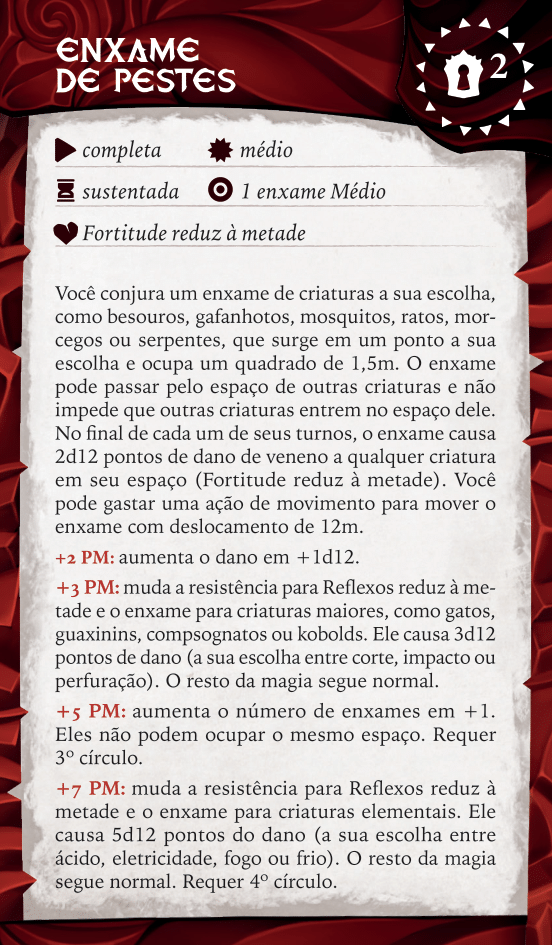 ENXAME
DE PESTES
2
completa
médio
sustentada
1 enxame Médio
Fortitude reduz à metade
Você conjura um enxame de criaturas a sua escolha,
como besouros, gafanhotos, mosquitos, ratos, mor-
cegos ou serpentes, que surge em um ponto a sua
escolha e ocupa um quadrado de 1,5m. O enxame
pode passar pelo espaço de outras criaturas e não
impede que outras criaturas entrem no espaço dele.
No final de cada um de seus turnos, o enxame causa
2d12 pontos de dano de veneno a qualquer criatura
em seu espaço (Fortitude reduz à metade). Você
pode gastar uma ação de movimento para mover o
enxame com deslocamento de 12m.
+2 PM: aumenta o dano em +1d12.
+3 PM: muda a resistência para Reflexos reduz à me-
tade e o enxame para criaturas maiores, como gatos,
guaxinins, compsognatos ou kobolds. Ele causa 3d12
pontos de dano (a sua escolha entre corte, impacto ou
perfuração). O resto da magia segue normal.
+5 PM: aumenta o número de enxames em +1.
Eles não podem ocupar o mesmo espaço. Requer
3º círculo.
+7 PM: muda a resistência para Reflexos reduz à
metade e o enxame para criaturas elementais. Ele
causa 5d12 pontos do dano (a sua escolha entre
ácido, eletricidade, fogo ou frio). O resto da magia
segue normal. Requer 4º círculo.